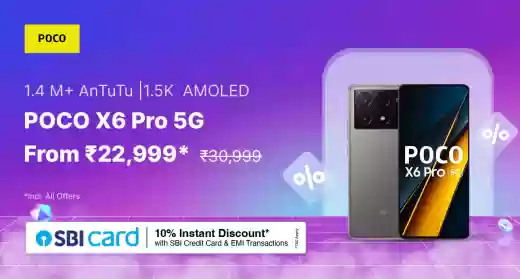 POCO
1.4 M+ AnTuTu |1.5K AMOLED
POCO X6 Pro 5G
From ₹22,999* ₹30,999
*Incl. All Offers
SBI card
10% Instant Discount*
with SBI Credit Card & EMI Transactions
POCO
X6 Pro 5G
%
%